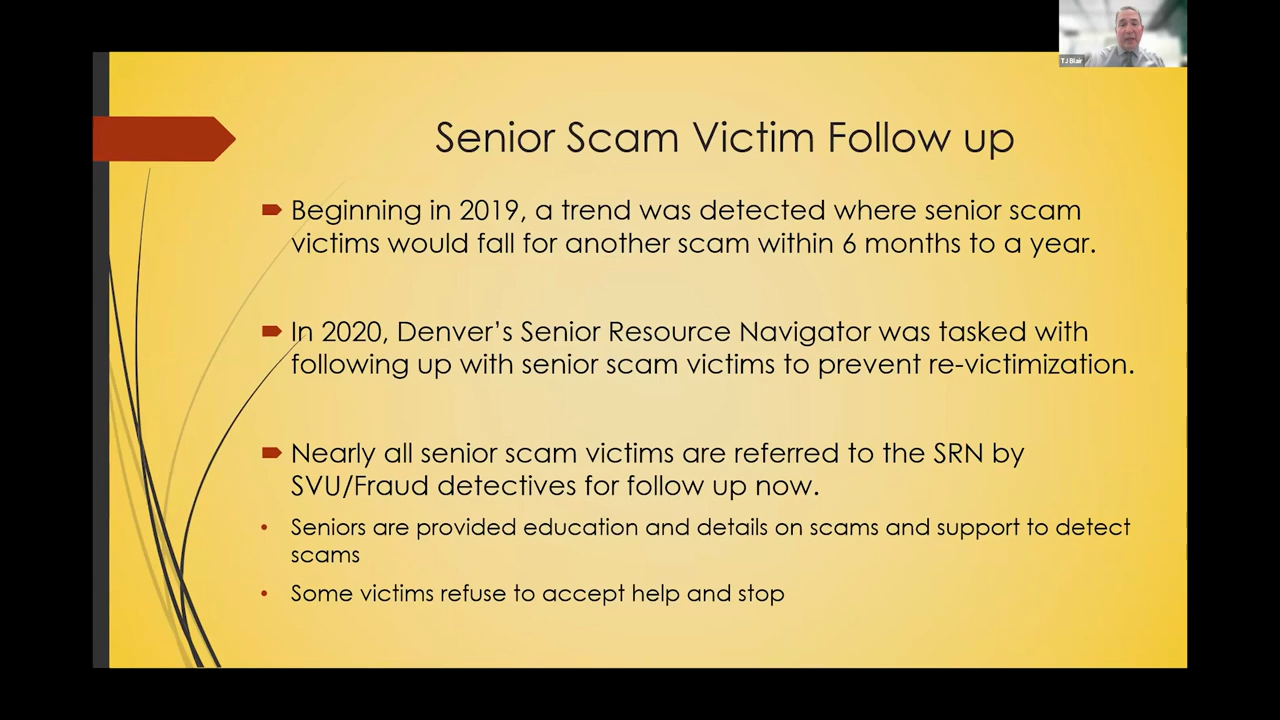 TJ Blair
Senior Scam Victim Follow up
Beginning in 2019, a trend was detected where senior scam
victims would fall for another scam within 6 months to a year.
In 2020, Denver’s Senior Resource Navigator was tasked with
following up with senior scam victims to prevent re-victimization.
Nearly all senior scam victims are referred to the SRN by
SVU/Fraud detectives for follow up now.
Seniors are provided education and details on scams and support to detect
scams
Some victims refuse to accept help and stop